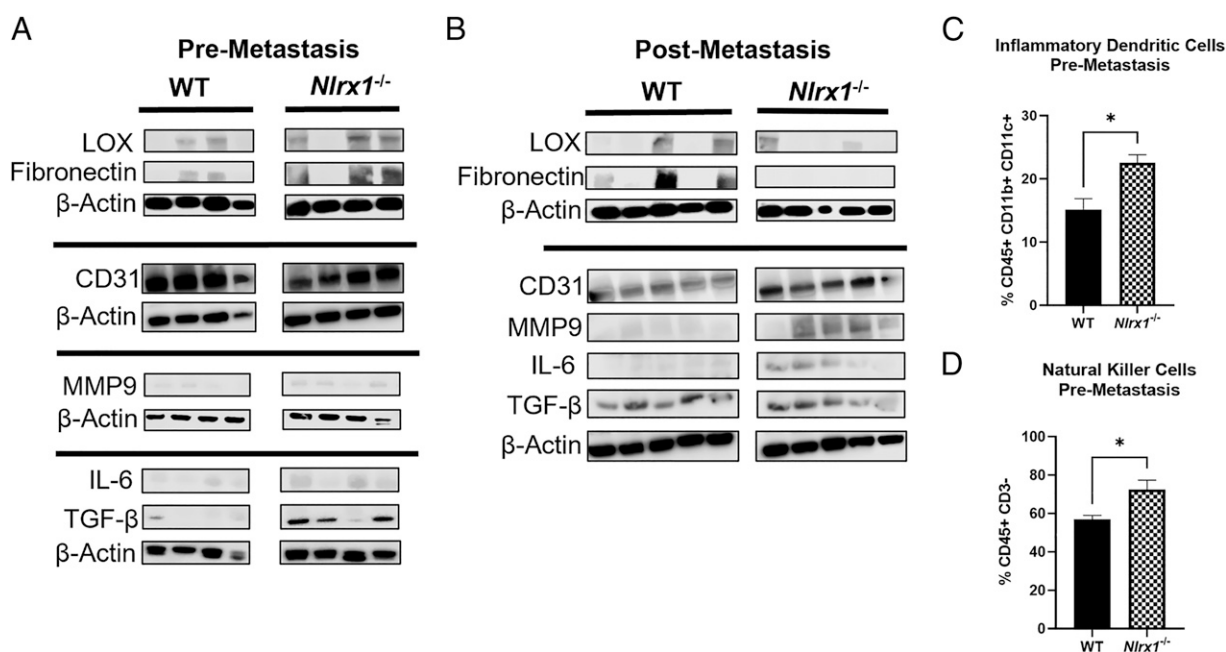 A
Pre-Metastasis
WT Nlrx1-/-
LOX
Fibronectin
β-Actin
CD31
β-Actin
MMP9
β-Actin
IL-6
TGF-β
β-Actin
B
Post-Metastasis
WT Nlrx1-/-
LOX
Fibronectin
β-Actin
CD31
MMP9
IL-6
TGF-β
β-Actin
C
Inflammatory Dendritic Cells
Pre-Metastasis
% CD45+ CD11b+ CD11c+
30
20
10
0
*
WT Nlrx1-/-
D
Natural Killer Cells
Pre-Metastasis
% CD45+ CD3-
100
80
60
40
20
0
*
WT Nlrx1-/-